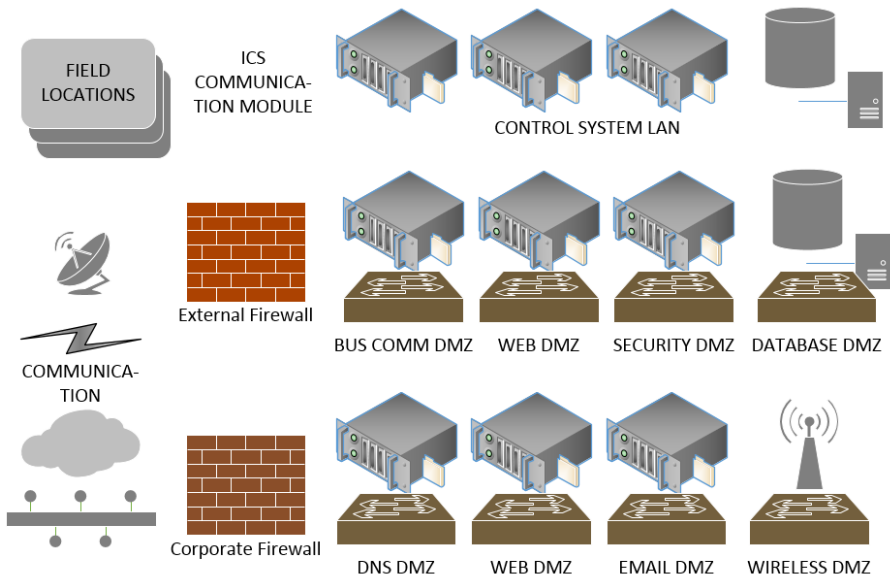 FIELD
LOCATIONS
ICS
COMMUNICA-
TION MODULE
CONTROL SYSTEM LAN
External Firewall
BUS COMM DMZ
WEB DMZ
SECURITY DMZ
DATABASE DMZ
COMMUNICA-
TION
Corporate Firewall
DNS DMZ
WEB DMZ
EMAIL DMZ
WIRELESS DMZ